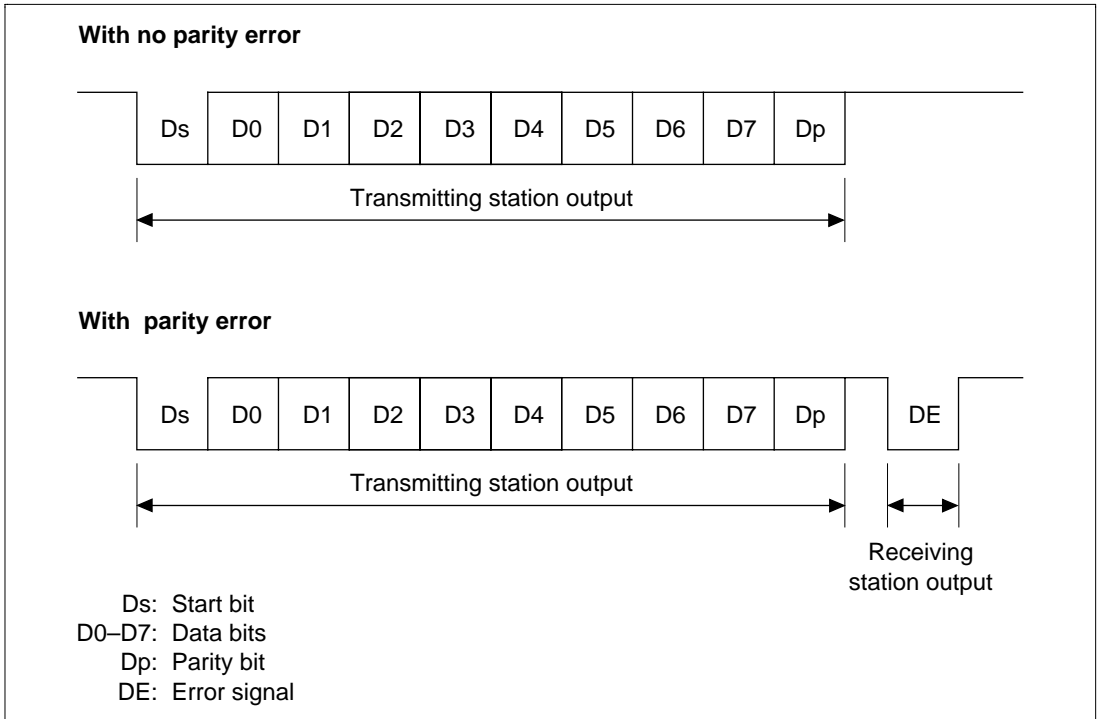 With no parity error
Ds D0 D1 D2 D3 D4 D5 D6 D7 Dp
Transmitting station output
With parity error
Ds D0 D1 D2 D3 D4 D5 D6 D7 Dp DE
Transmitting station output
Receiving
station output
Ds: Start bit
D0–D7: Data bits
Dp: Parity bit
DE: Error signal